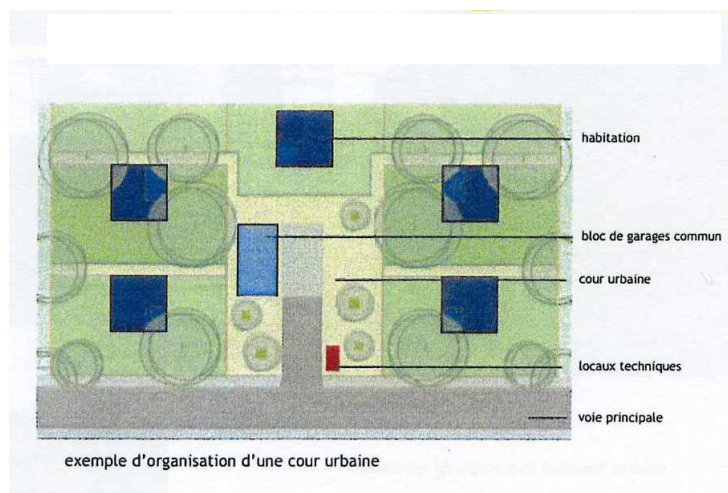 habitation
bloc de garages commun
cour urbaine
locaux techniques
voie principale
exemple d'organisation d'une cour urbaine